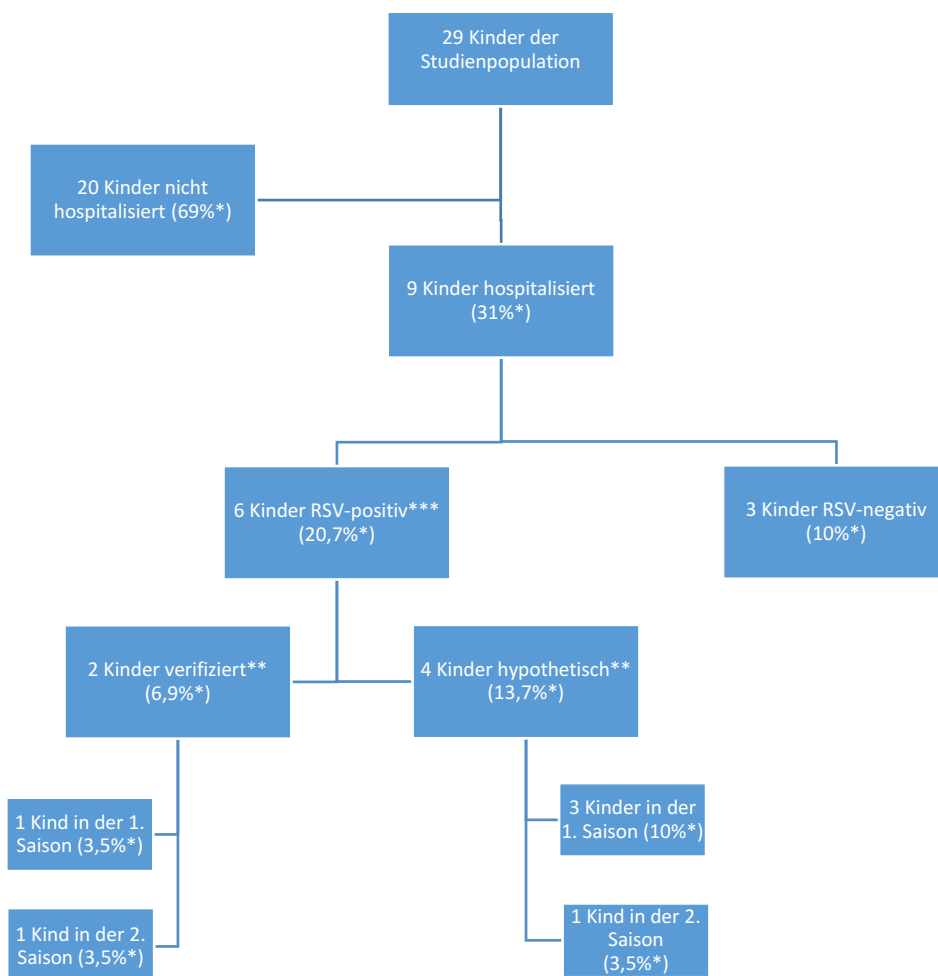 29 Kinder der
Studienpopulation
20 Kinder nicht
hospitalisiert (69%*)
9 Kinder hospitalisiert
(31%*)
6 Kinder RSV-positiv***
(20,7%*)
3 Kinder RSV-negativ
(10%*)
2 Kinder verifiziert**
(6,9%*)
4 Kinder hypothetisch**
(13,7%*)
1 Kind in der 1.
Saison (3,5%*)
3 Kinder in der
1. Saison (10%*)
1 Kind in der 2.
Saison (3,5%*)
1 Kind in der 2.
Saison
(3,5%*)